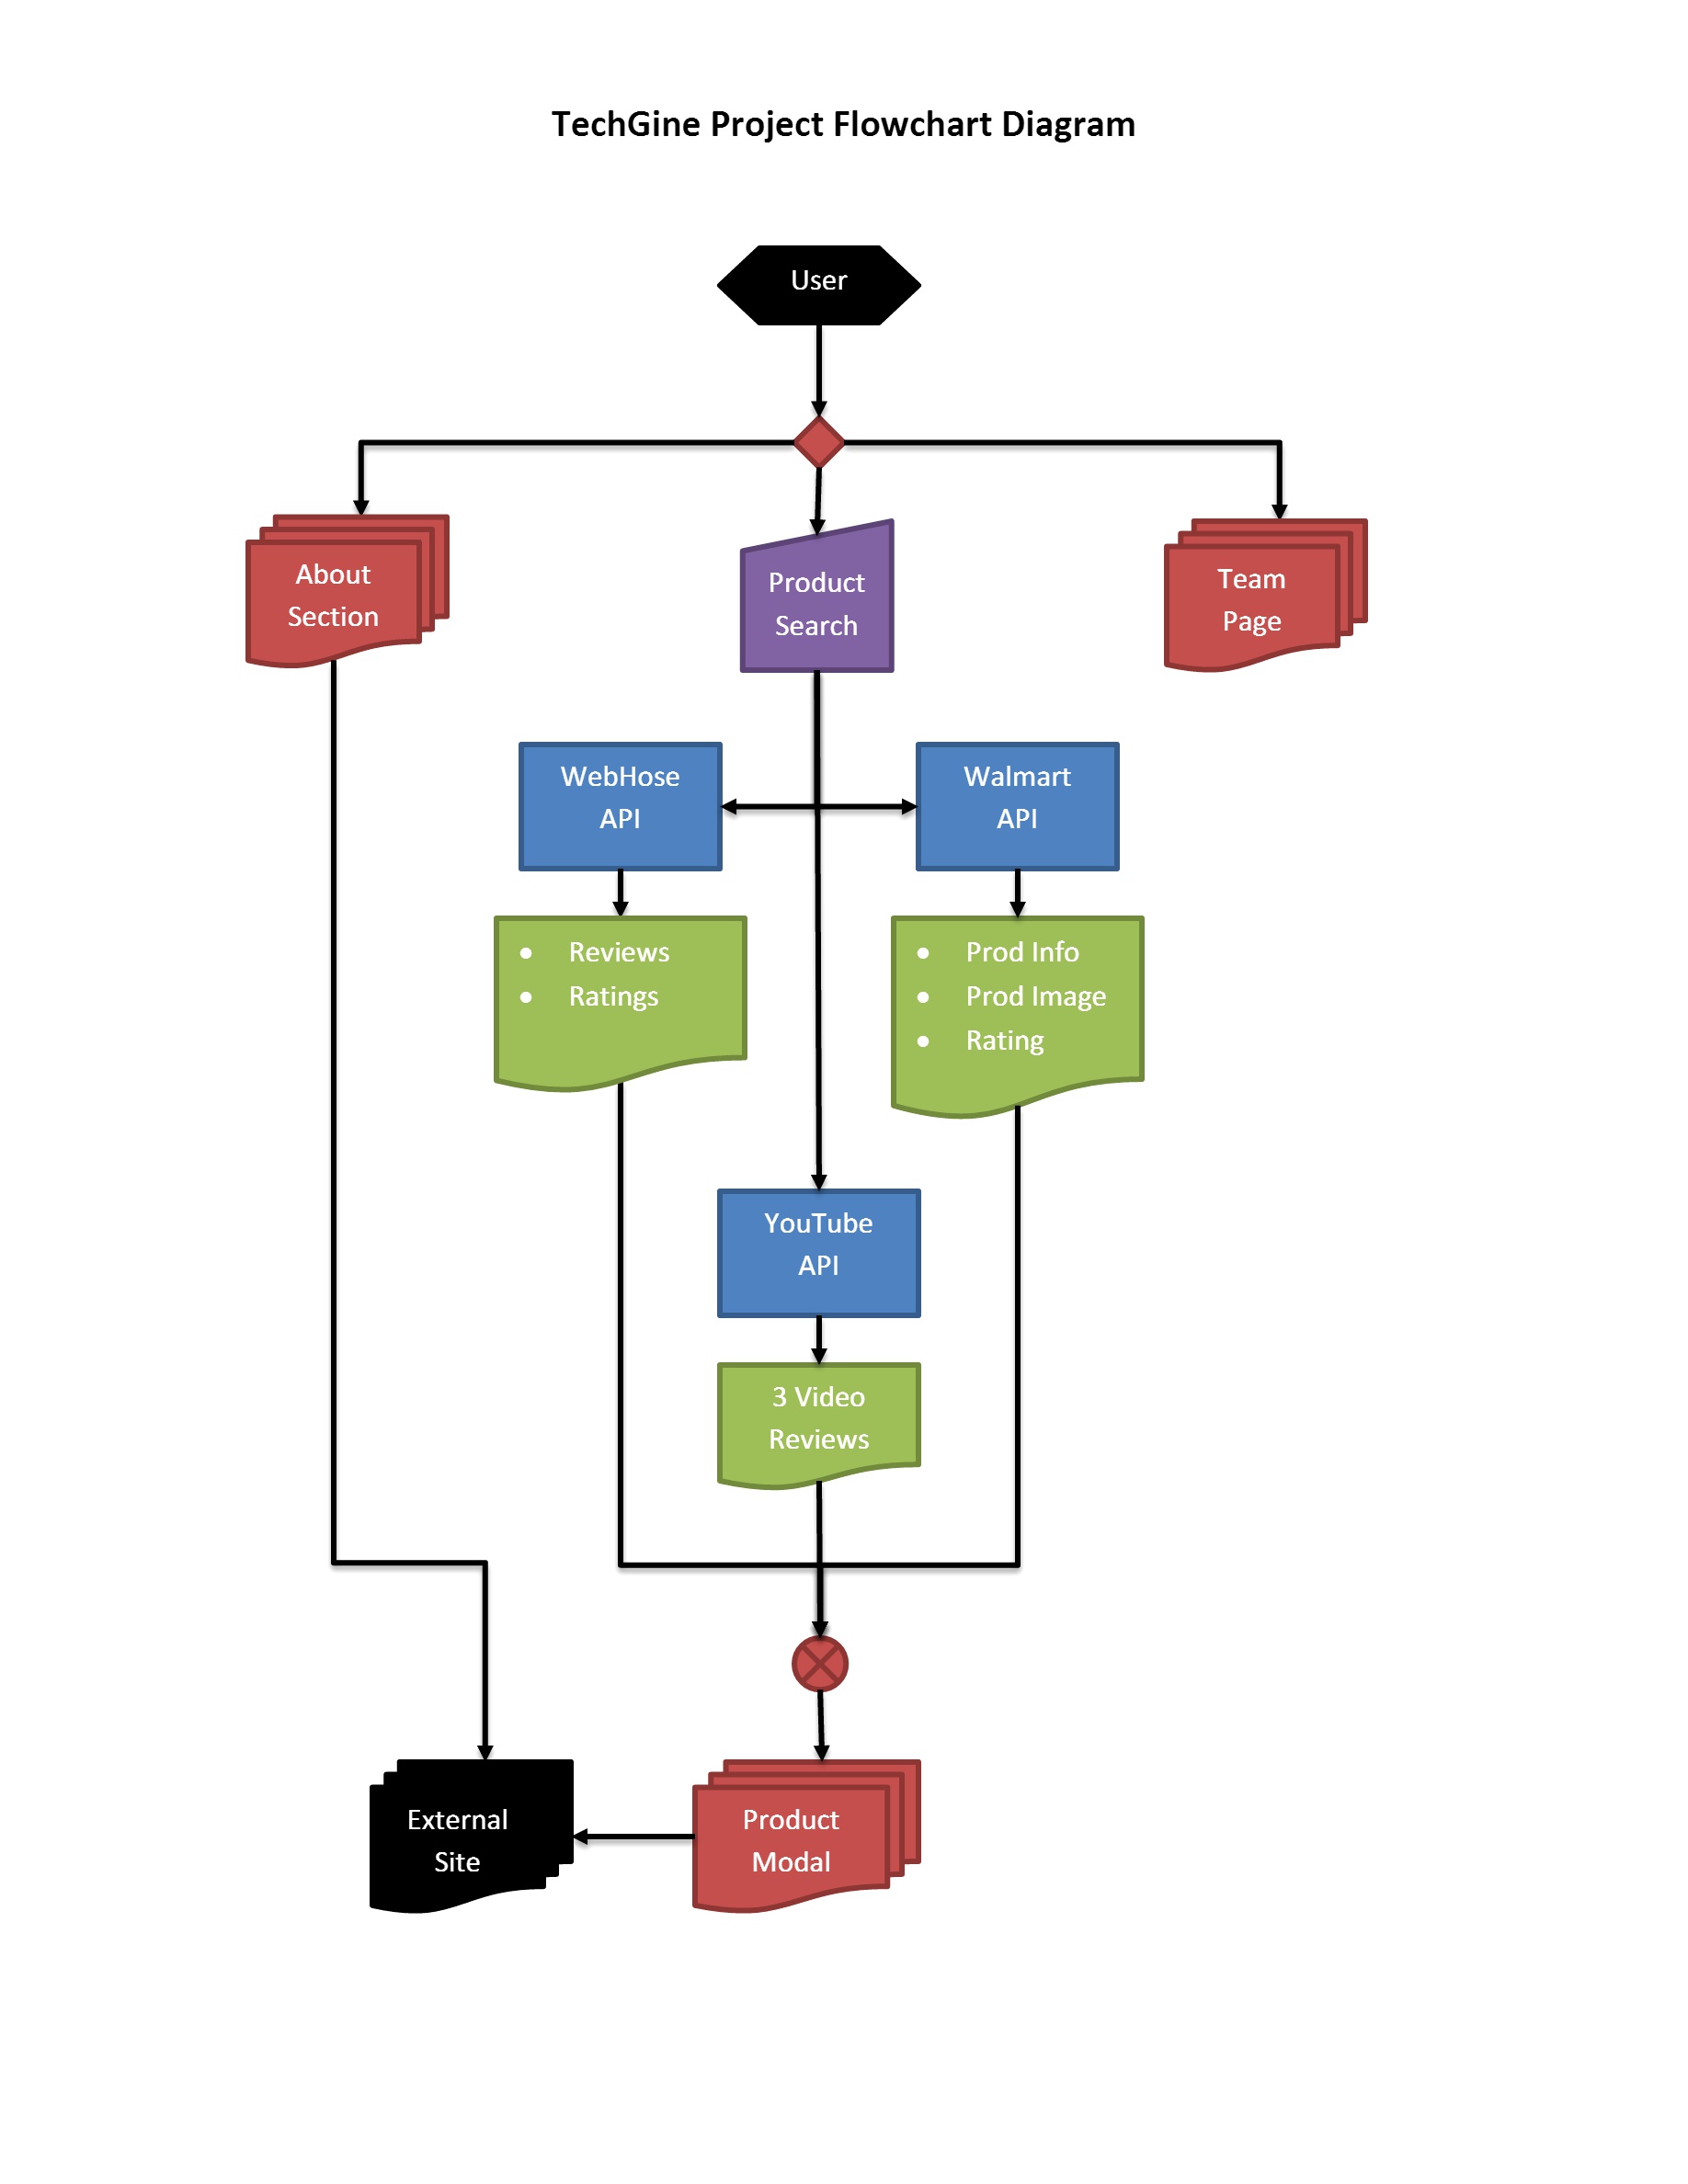 TechGine Project Flowchart Diagram
User
About
Section
Product
Search
Team
Page
WebHose
API
Walmart
API
• Reviews
• Ratings
• Prod Info
• Prod Image
• Rating
YouTube
API
3 Video
Reviews
External
Site
Product
Modal